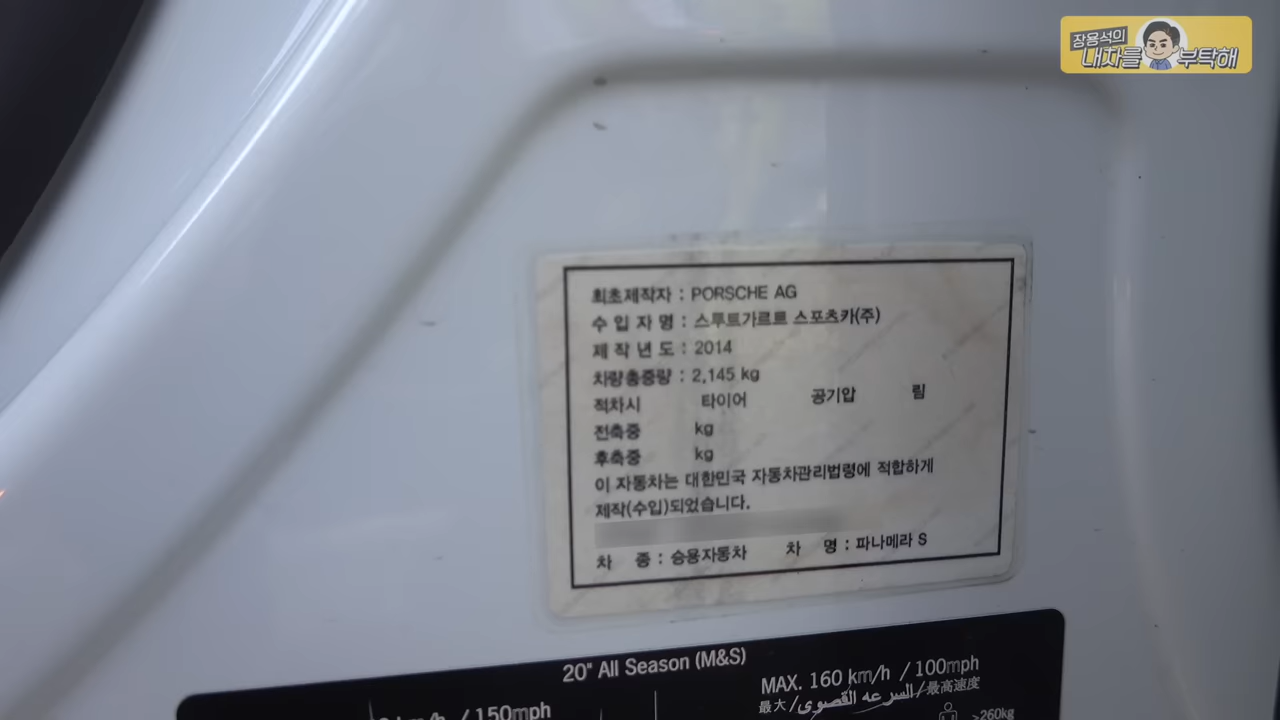 장용석의
내차를 부탁해
최초제작자 : PORSCHE AG
수 입 자 명 : 스투트가르트 스포츠카(주)
제 작 년 도 : 2014
차량총중량 : 2,145 kg
적차시 타이어 공기압 림
전축중 kg
후축중 kg
이 자동차는 대한민국 자동차관리법령에 적합하게
제작(수입)되었습니다.
차 종 : 승용자동차 차 명 : 파나메라 S
20" All Season (M&S)
MAX. 160 km/h / 100mph
最大/السرعه القصوى/最高速度
km/h / 150mph
>260kg